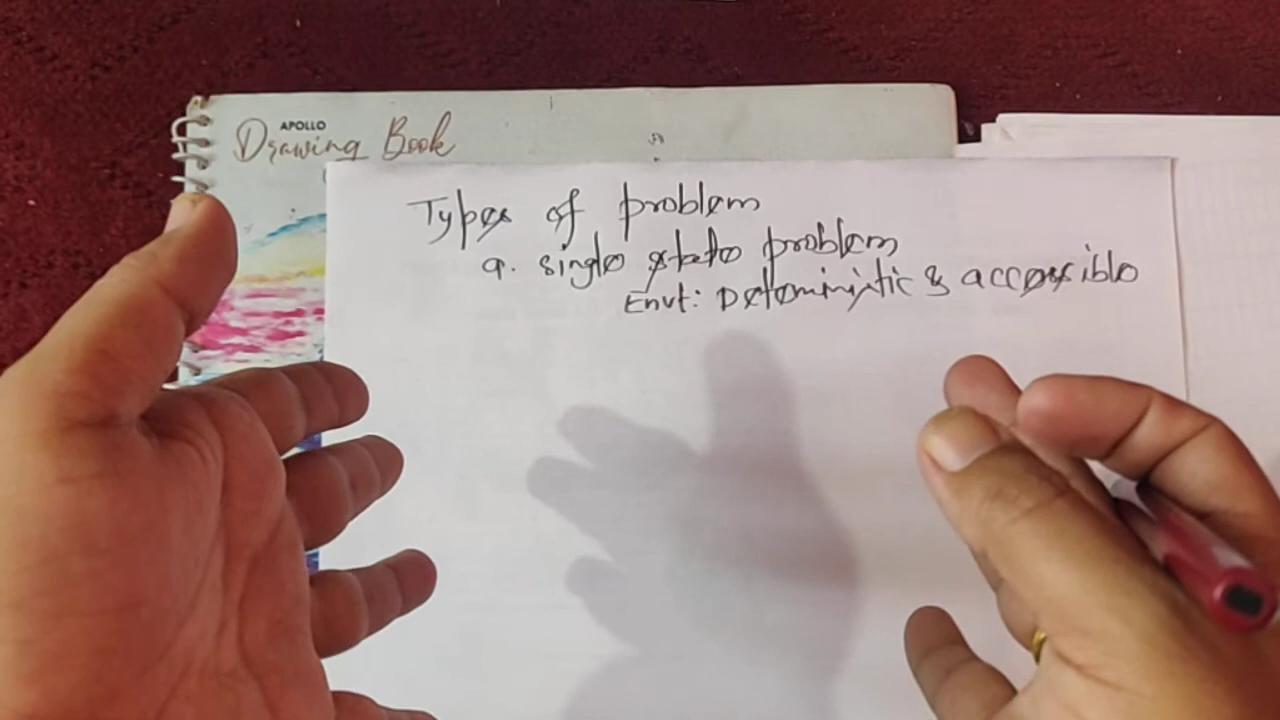 APOLLO
Drawing Book
Types of problem
a. single state problem
Envt: Deterministic & accessible